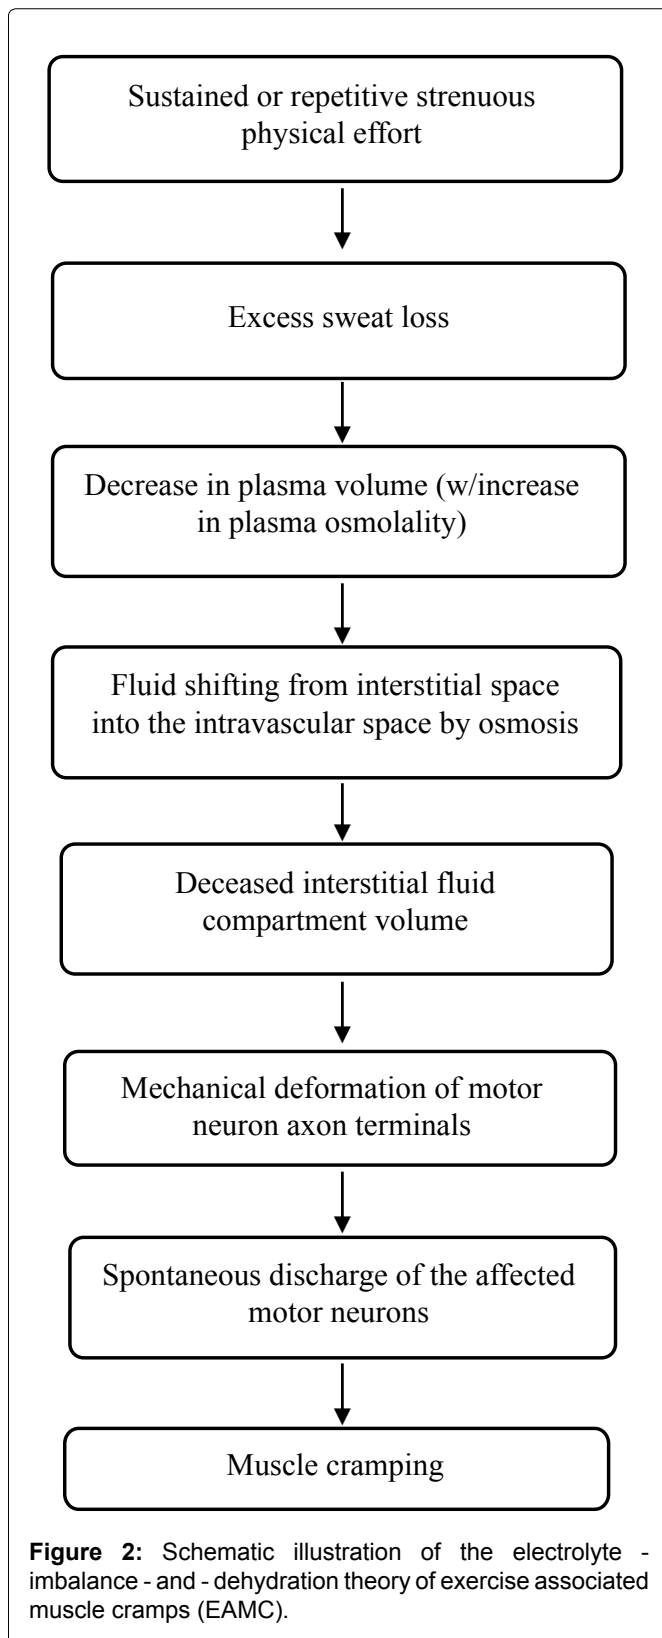 Sustained or repetitive strenuous
physical effort
Excess sweat loss
Decrease in plasma volume (w/increase
in plasma osmolality)
Fluid shifting from interstitial space
into the intravascular space by osmosis
Deceased interstitial fluid
compartment volume
Mechanical deformation of motor
neuron axon terminals
Spontaneous discharge of the affected
motor neurons
Muscle cramping
Figure 2: Schematic illustration of the electrolyte -
imbalance - and - dehydration theory of exercise associated
muscle cramps (EAMC).